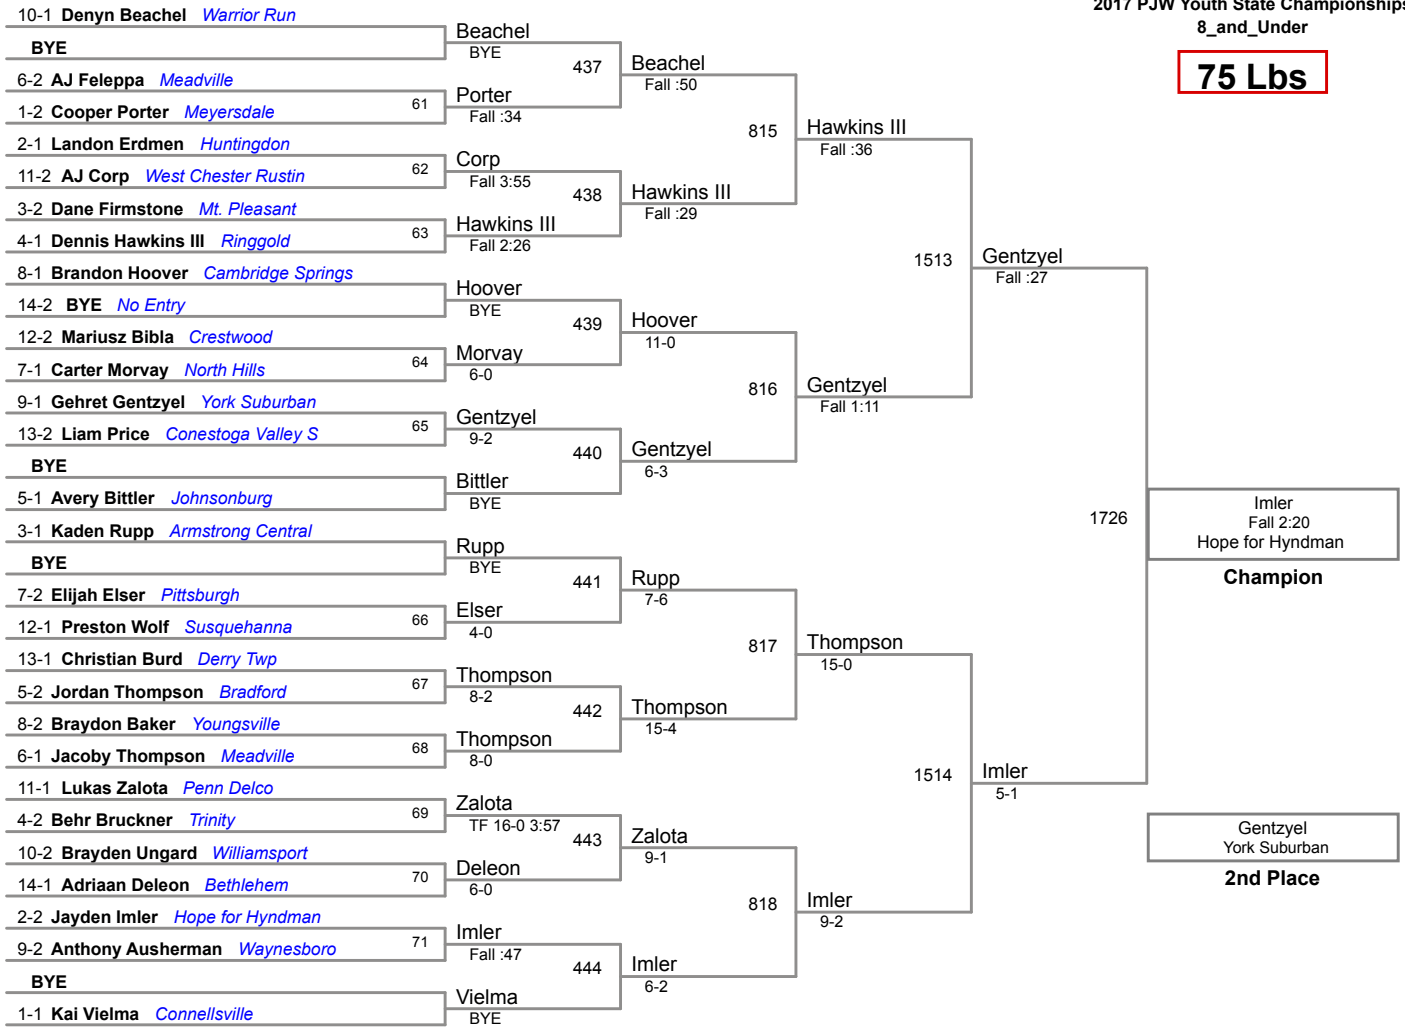 2017 PJW Youth State Championships
8_and_Under
75 Lbs
10-1 Denyn Beachel Warrior Run
BYE
6-2 AJ Feleppa Meadville
1-2 Cooper Porter Meyersdale
2-1 Landon Erdmen Huntingdon
11-2 AJ Corp West Chester Rustin
3-2 Dane Firmstone Mt. Pleasant
4-1 Dennis Hawkins III Ringgold
8-1 Brandon Hoover Cambridge Springs
14-2 BYE No Entry
12-2 Mariusz Bibla Crestwood
7-1 Carter Morvay North Hills
9-1 Gehret Gentzyel York Suburban
13-2 Liam Price Conestoga Valley S
BYE
5-1 Avery Bittler Johnsonburg
3-1 Kaden Rupp Armstrong Central
BYE
7-2 Elijah Elser Pittsburgh
12-1 Preston Wolf Susquehanna
13-1 Christian Burd Derry Twp
5-2 Jordan Thompson Bradford
8-2 Braydon Baker Youngsville
6-1 Jacoby Thompson Meadville
11-1 Lukas Zalota Penn Delco
4-2 Behr Bruckner Trinity
10-2 Brayden Ungard Williamsport
14-1 Adriaan Deleon Bethlehem
2-2 Jayden Imler Hope for Hyndman
9-2 Anthony Ausherman Waynesboro
BYE
1-1 Kai Vielma Connellsville
61
62
63
64
65
66
67
68
69
70
71
Beachel
BYE
Porter
Fall :34
Corp
Fall 3:55
Hawkins III
Fall 2:26
Hoover
BYE
Morvay
6-0
Gentzyel
9-2
Bittler
BYE
Rupp
BYE
Elser
4-0
Thompson
8-2
Thompson
8-0
Zalota
TF 16-0 3:57
Deleon
6-0
Imler
Fall :47
Vielma
BYE
437
438
439
440
441
442
443
444
Beachel
Fall :50
Hawkins III
Fall :29
Hoover
11-0
Gentzyel
6-3
Rupp
7-6
Thompson
15-4
Zalota
9-1
Imler
6-2
815
816
817
818
Hawkins III
Fall :36
Gentzyel
Fall 1:11
Thompson
15-0
Imler
9-2
1513
1514
Gentzyel
Fall :27
Imler
5-1
1726
Imler
Fall 2:20
Hope for Hyndman
Champion
Gentzyel
York Suburban
2nd Place